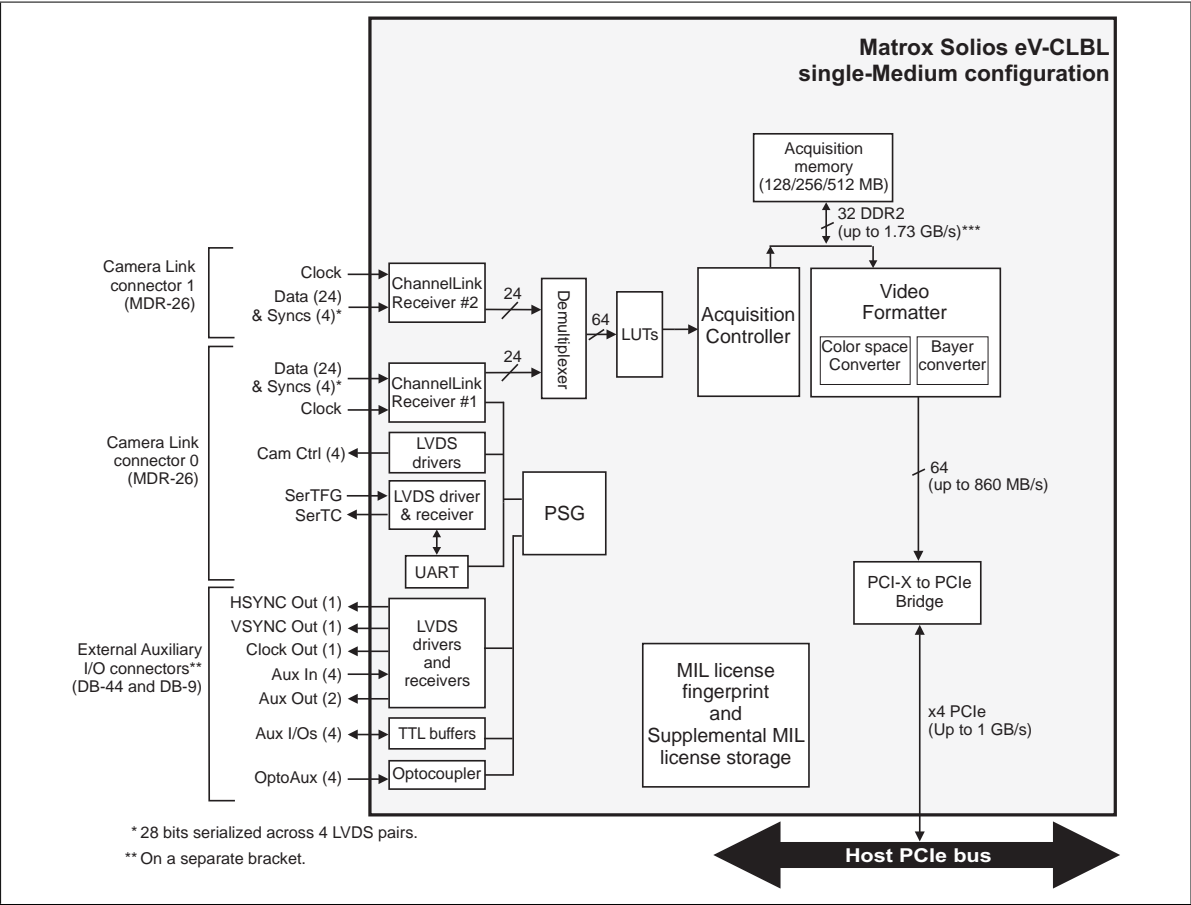 Matrox Solios eV-CLBL
single-Medium configuration
Acquisition
memory
(128/256/512 MB)
32 DDR2
(up to 1.73 GB/s)***
Camera Link
connector 1
(MDR-26)
Clock
Data (24)
& Syncs (4)*
ChannelLink
Receiver #2
24
Demultiplexer
64
LUTs
Acquisition
Controller
Video
Formatter
Color space
Converter
Bayer
converter
Camera Link
connector 0
(MDR-26)
Data (24)
& Syncs (4)*
Clock
ChannelLink
Receiver #1
24
Cam Ctrl (4)
LVDS
drivers
SerTFG
SerTC
LVDS driver
& receiver
UART
PSG
64
(up to 860 MB/s)
PCI-X to PCIe
Bridge
External Auxiliary
I/O connectors**
(DB-44 and DB-9)
HSYNC Out (1)
VSYNC Out (1)
Clock Out (1)
Aux In (4)
Aux Out (2)
LVDS
drivers
and
receivers
Aux I/Os (4)
TTL buffers
OptoAux (4)
Optocoupler
MIL license
fingerprint
and
Supplemental MIL
license storage
x4 PCIe
(Up to 1 GB/s)
* 28 bits serialized across 4 LVDS pairs.
** On a separate bracket.
Host PCIe bus